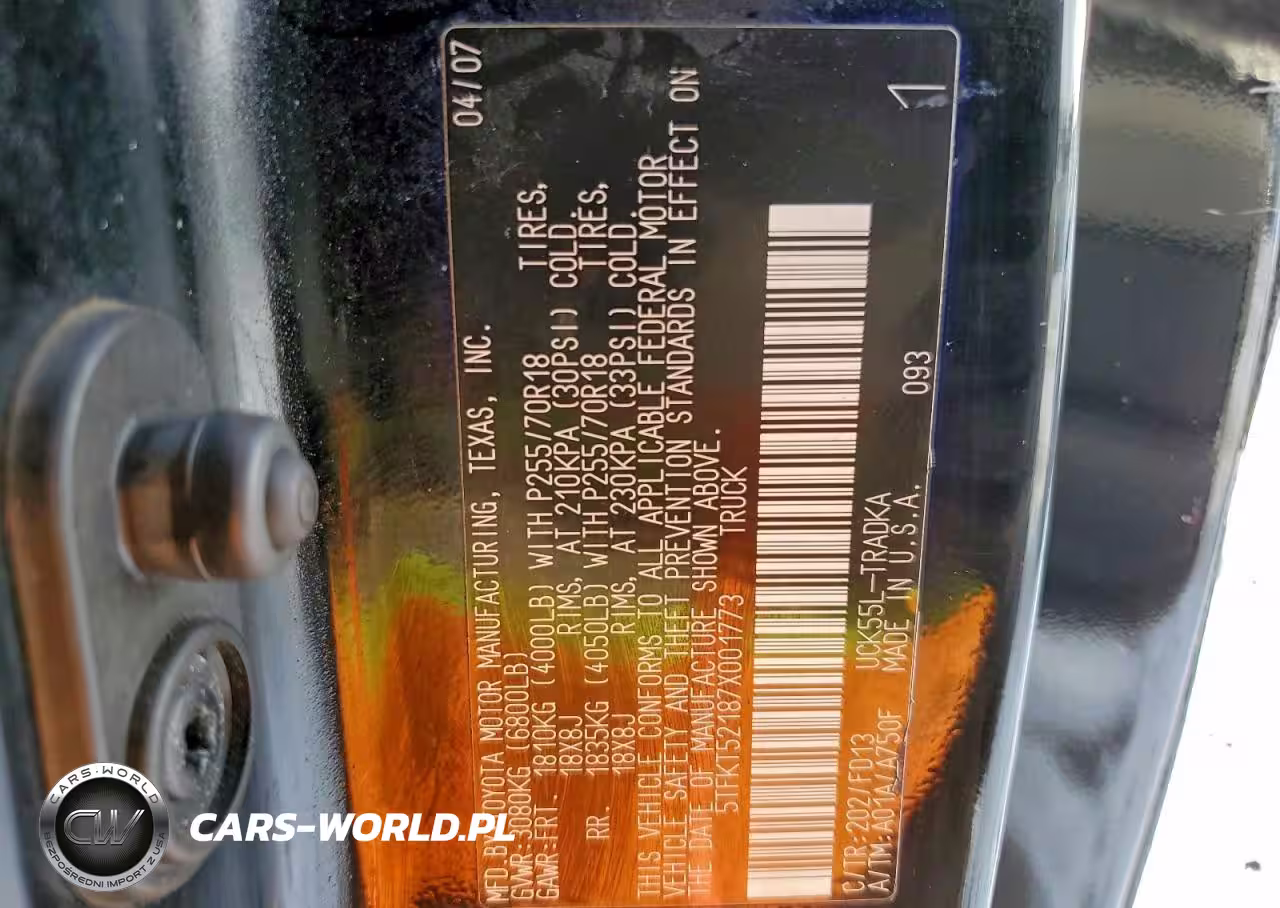 MFD. BY TOYOTA MOTOR MANUFACTURING, TEXAS, INC. 04/07
GVWR: 3080KG (6800LB)
GAWR: FRT. 1810KG (4000LB) WITH P255/70R18 TIRES,
18X8J RIMS, AT 210KPA (30PSI) COLD.
RR. 1835KG (4050LB) WITH P255/70R18 TIRES,
18X8J RIMS, AT 230KPA (33PSI) COLD.
THIS VEHICLE CONFORMS TO ALL APPLICABLE FEDERAL MOTOR
VEHICLE SAFETY AND THEFT PREVENTION STANDARDS IN EFFECT ON
THE DATE OF MANUFACTURE SHOWN ABOVE.
5TFKT52187X001773 TRUCK
C/TR: 202/FD13 UCK55L-TRADKA 093 1
A/TM: A01A/A750F MADE IN U.S.A.
CARS-WORLD
CW
BEZPOŚREDNI IMPORT Z USA
CARS-WORLD.PL